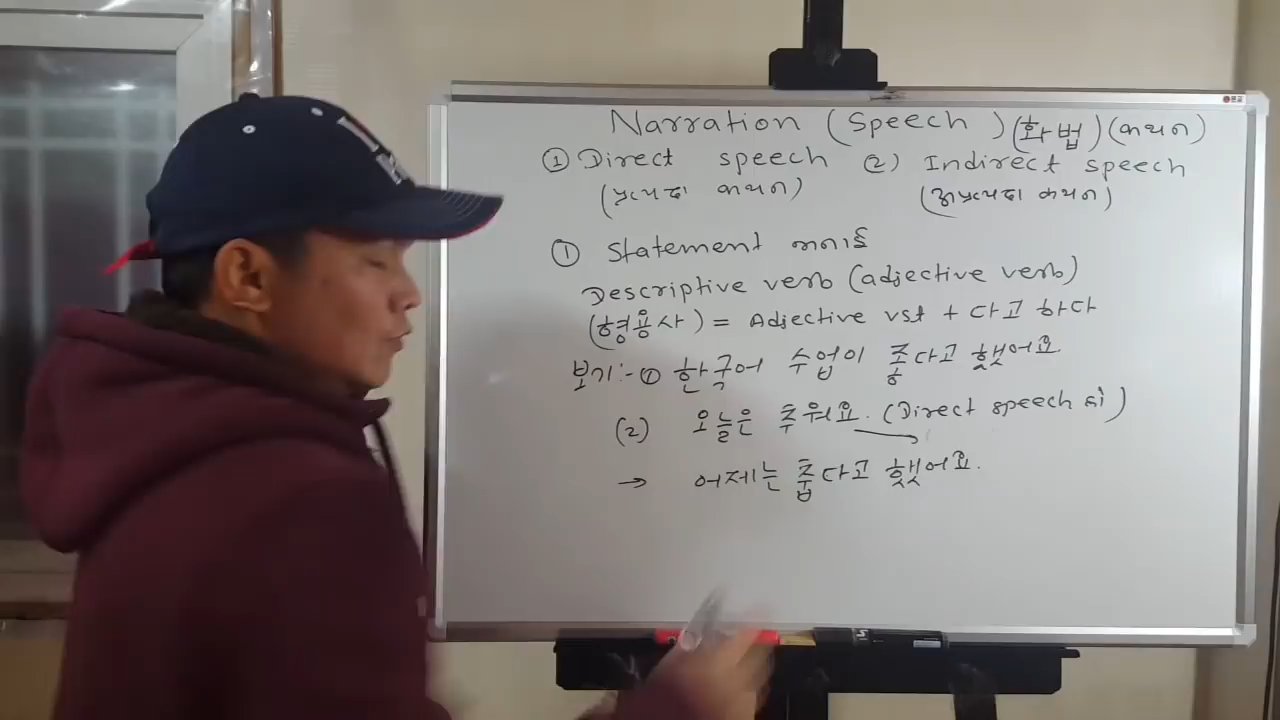 Narration (Speech) (화법) (कथन)
① Direct speech ② Indirect speech
(प्रत्यक्ष कथन) (अप्रत्यक्ष कथन)
① Statement
Descriptive verb (adjective verb)
(형용사) = Adjective vst + 다고 하다
보기:- ① 한국어 수업이 좋다고 했어요.
(2) 오늘은 추워요. (Direct speech को)
→ 어제는 춥다고 했어요.